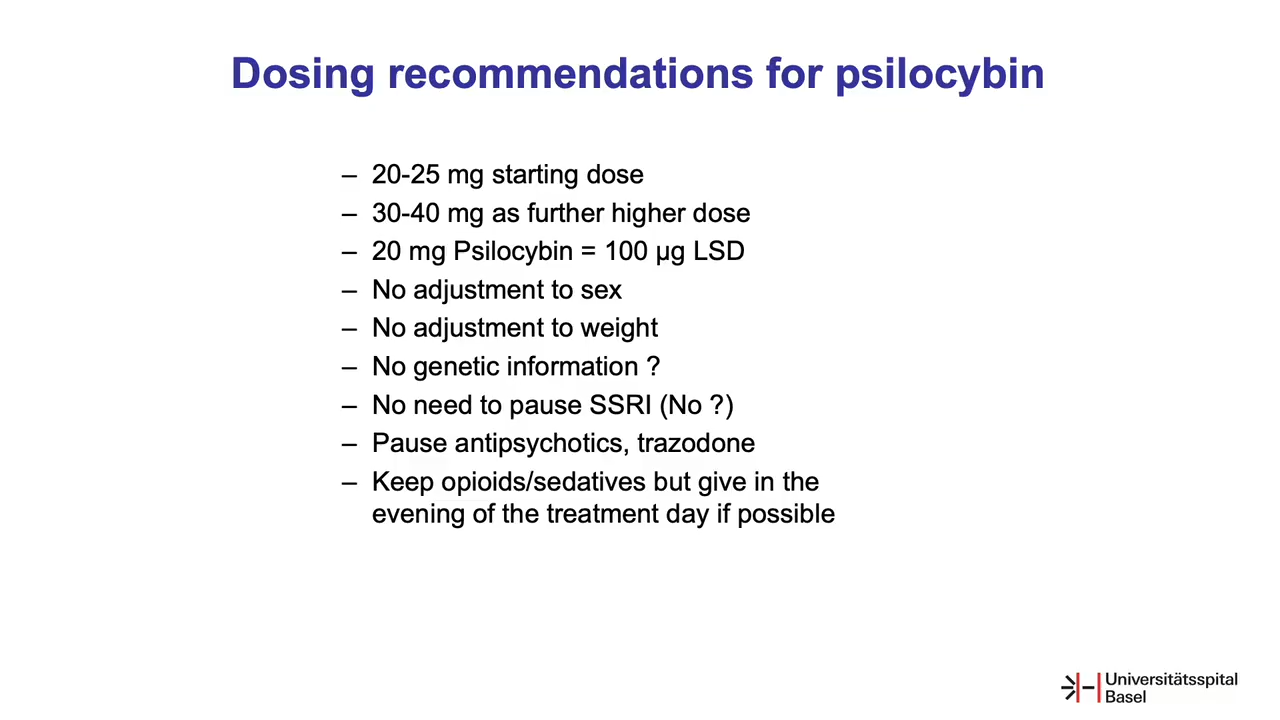 Dosing recommendations for psilocybin
– 20-25 mg starting dose
– 30-40 mg as further higher dose
– 20 mg Psilocybin = 100 µg LSD
– No adjustment to sex
– No adjustment to weight
– No genetic information ?
– No need to pause SSRI (No ?)
– Pause antipsychotics, trazodone
– Keep opioids/sedatives but give in the
evening of the treatment day if possible
Universitätsspital
Basel